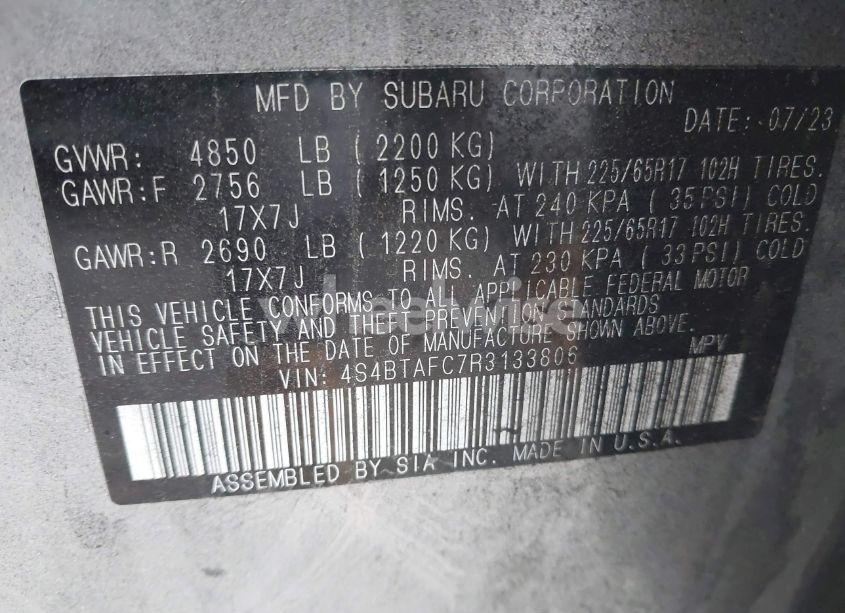 MFD BY SUBARU CORPORATION
DATE: 07/23
GVWR: 4850 LB ( 2200 KG)
GAWR:F 2756 LB ( 1250 KG) WITH 225/65R17 102H TIRES.
17X7J RIMS. AT 240 KPA ( 35 PSI) COLD
GAWR:R 2690 LB ( 1220 KG) WITH 225/65R17 102H TIRES.
17X7J RIMS. AT 230 KPA ( 33 PSI) COLD
THIS VEHICLE CONFORMS TO ALL APPLICABLE FEDERAL MOTOR
VEHICLE SAFETY AND THEFT PREVENTION STANDARDS
IN EFFECT ON THE DATE OF MANUFACTURE SHOWN ABOVE.
VIN: 4S4BTAFC7R3133806 MPV
ASSEMBLED BY SIA INC. MADE IN U.S.A.